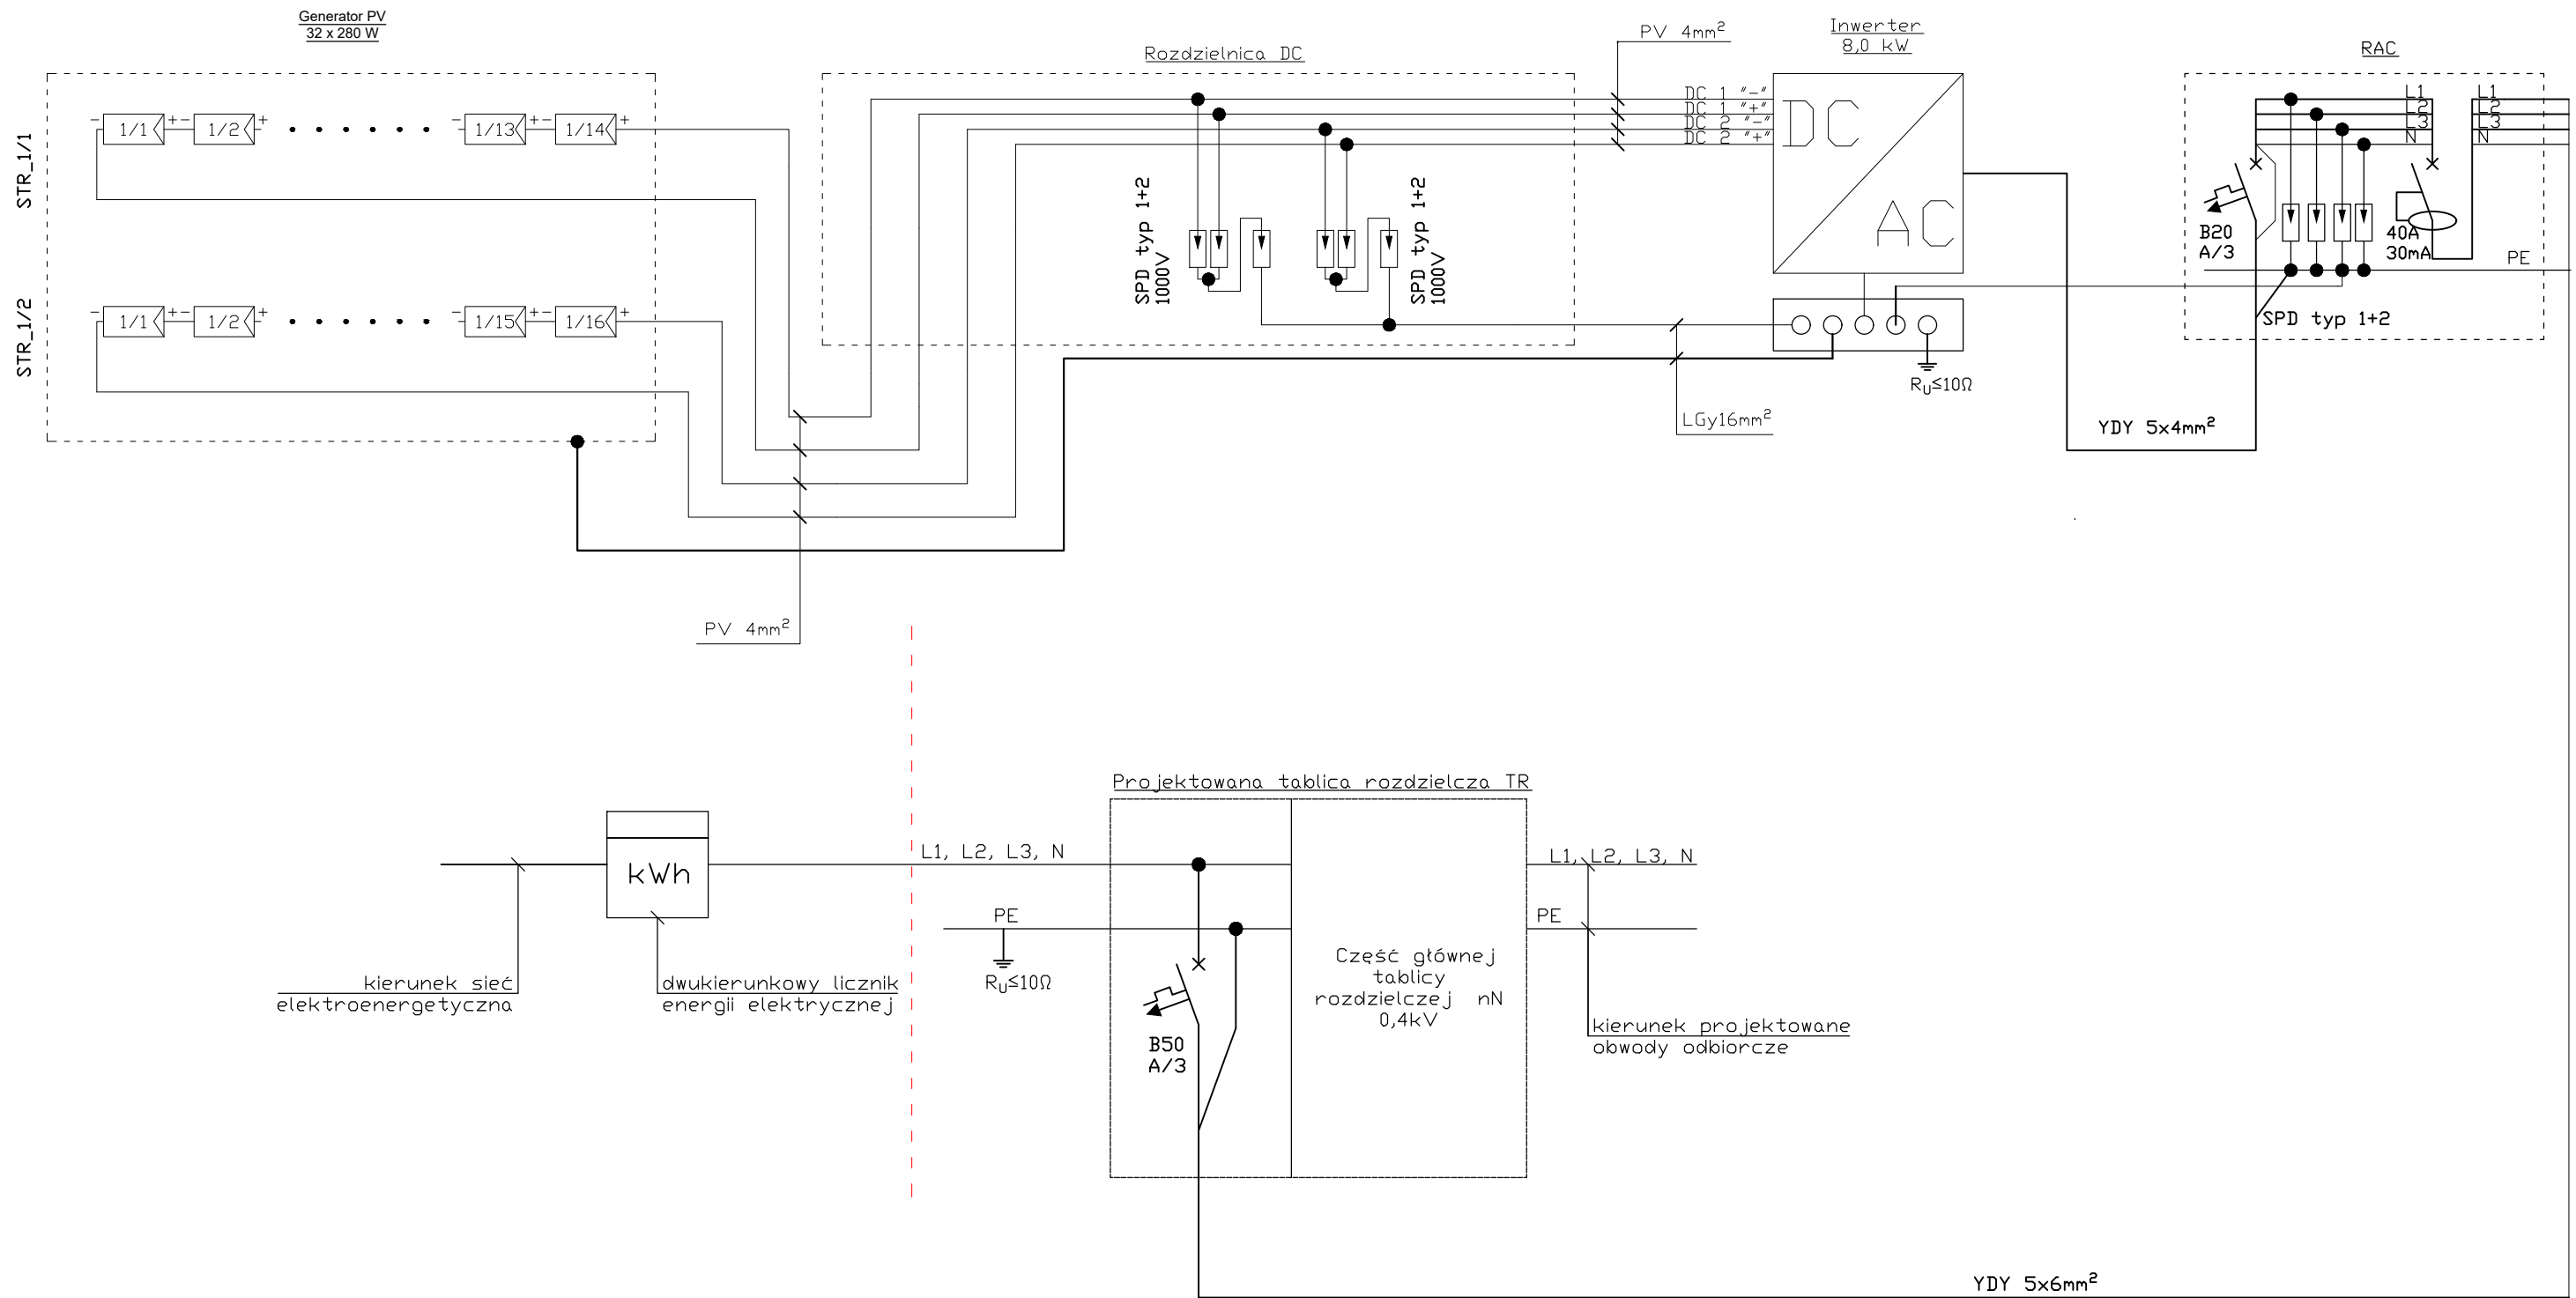 Generator PV
32 x 280 W
STR_1/1
- 1/1 +- 1/2 + - 1/13 +- 1/14 +
STR_1/2
- 1/1 +- 1/2 + - 1/15 +- 1/16 +
PV 4mm²
Rozdzielnica DC
SPD typ 1+2
1000V
SPD typ 1+2
1000V
PV 4mm²
DC 1 "-"
DC 1 "+"
DC 2 "-"
DC 2 "+"
Inwerter
8,0 kW
DC
AC
LGy16mm²
RU≤10Ω
YDY 5x4mm²
RAC
L1
L2
L3
N
L1
L2
L3
N
B20
A/3
40A
30mA
PE
SPD typ 1+2
kWh
kierunek sieć
elektroenergetyczna
dwukierunkowy licznik
energii elektrycznej
L1, L2, L3, N
PE
RU≤10Ω
Projektowana tablica rozdzielcza TR
B50
A/3
Część głównej
tablicy
rozdzielczej nN
0,4kV
L1, L2, L3, N
PE
kierunek projektowane
obwody odbiorcze
YDY 5x6mm²